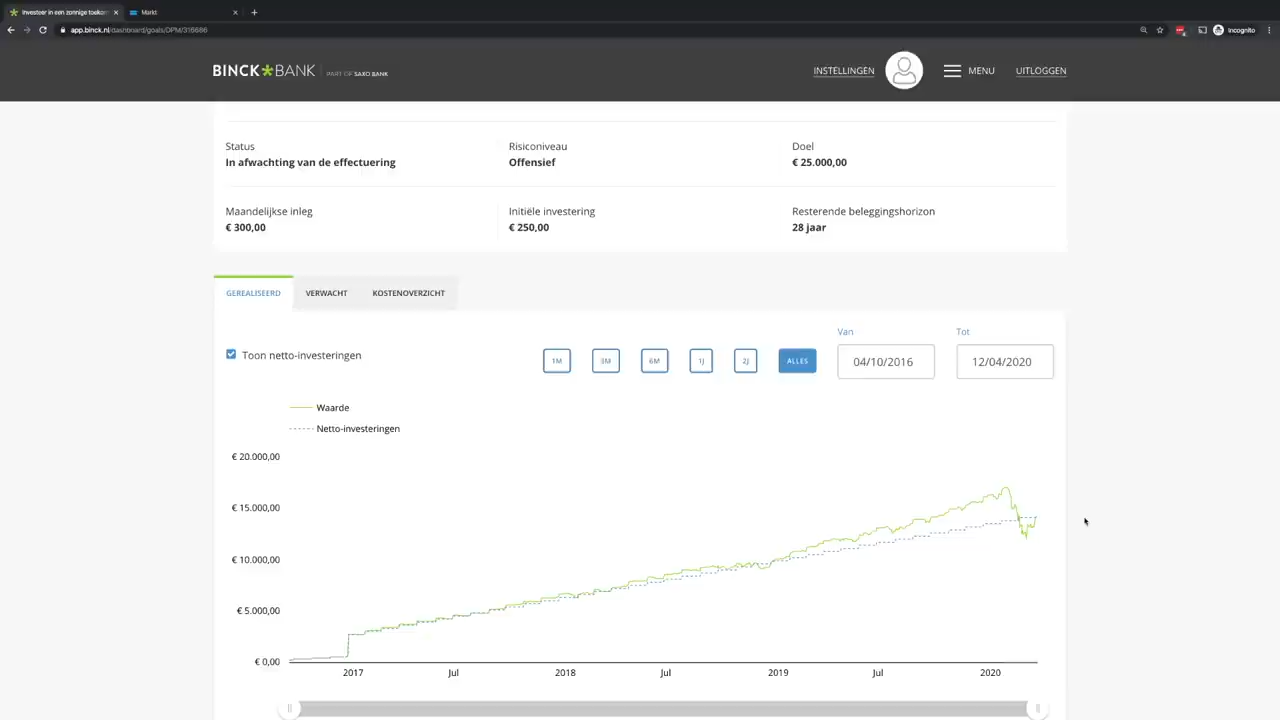 Investeer in een zonnige toekom
Markt
app.binck.nl/dashboard/goals/DPM/316686
Incognito
BINCK BANK PART OF SAXO BANK
INSTELLINGEN
MENU
UITLOGGEN
Status
Risiconiveau
Doel
In afwachting van de effectuering
Offensief
€ 25.000,00
Maandelijkse inleg
Initiële investering
Resterende beleggingshorizon
€ 300,00
€ 250,00
28 jaar
GEREALISEERD
VERWACHT
KOSTENOVERZICHT
Van
Tot
Toon netto-investeringen
1M
3M
6M
1J
2J
ALLES
04/10/2016
12/04/2020
Waarde
Netto-investeringen
€ 20.000,00
€ 15.000,00
€ 10.000,00
€ 5.000,00
€ 0,00
2017
Jul
2018
Jul
2019
Jul
2020